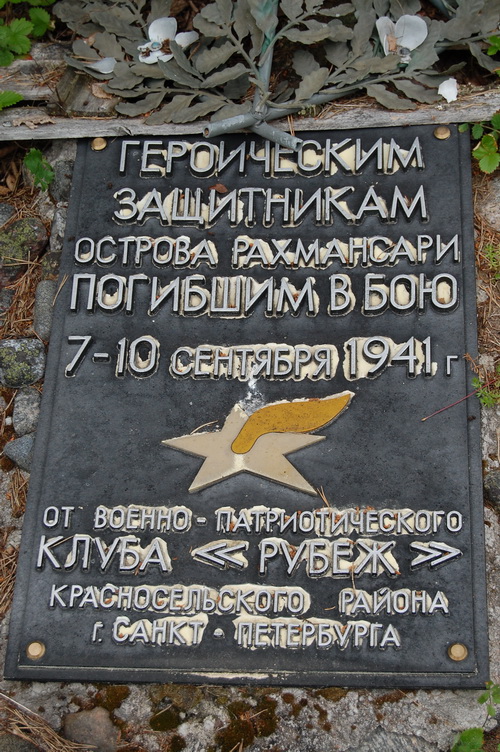 ГЕРОИЧЕСКИМ
ЗАЩИТНИКАМ
ОСТРОВА РАХМАНСАРИ
ПОГИБШИМ В БОЮ
7-10 СЕНТЯБРЯ 1941 г
ОТ ВОЕННО - ПАТРИОТИЧЕСКОГО
КЛУБА « РУБЕЖ »
КРАСНОСЕЛЬСКОГО РАЙОНА
г. САНКТ - ПЕТЕРБУРГА